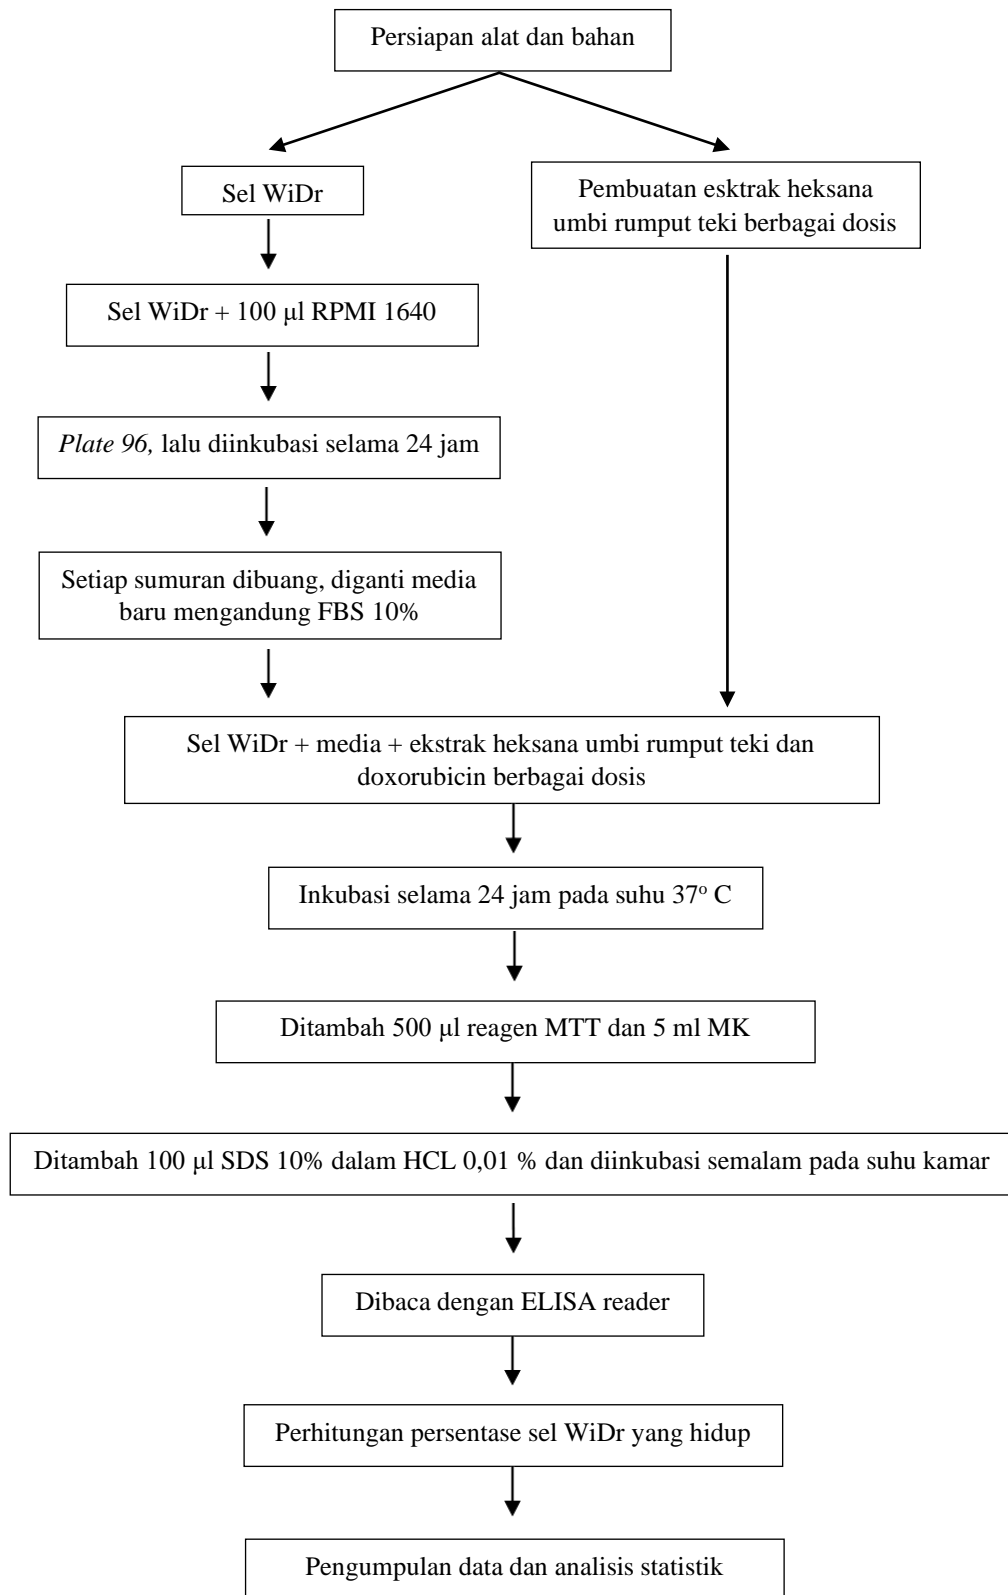 Persiapan alat dan bahan
Sel WiDr
Pembuatan esktrak heksana
umbi rumput teki berbagai dosis
Sel WiDr + 100 μl RPMI 1640
Plate 96, lalu diinkubasi selama 24 jam
Setiap sumuran dibuang, diganti media
baru mengandung FBS 10%
Sel WiDr + media + ekstrak heksana umbi rumput teki dan
doxorubicin berbagai dosis
Inkubasi selama 24 jam pada suhu 37º C
Ditambah 500 μl reagen MTT dan 5 ml MK
Ditambah 100 μl SDS 10% dalam HCL 0,01 % dan diinkubasi semalam pada suhu kamar
Dibaca dengan ELISA reader
Perhitungan persentase sel WiDr yang hidup
Pengumpulan data dan analisis statistik